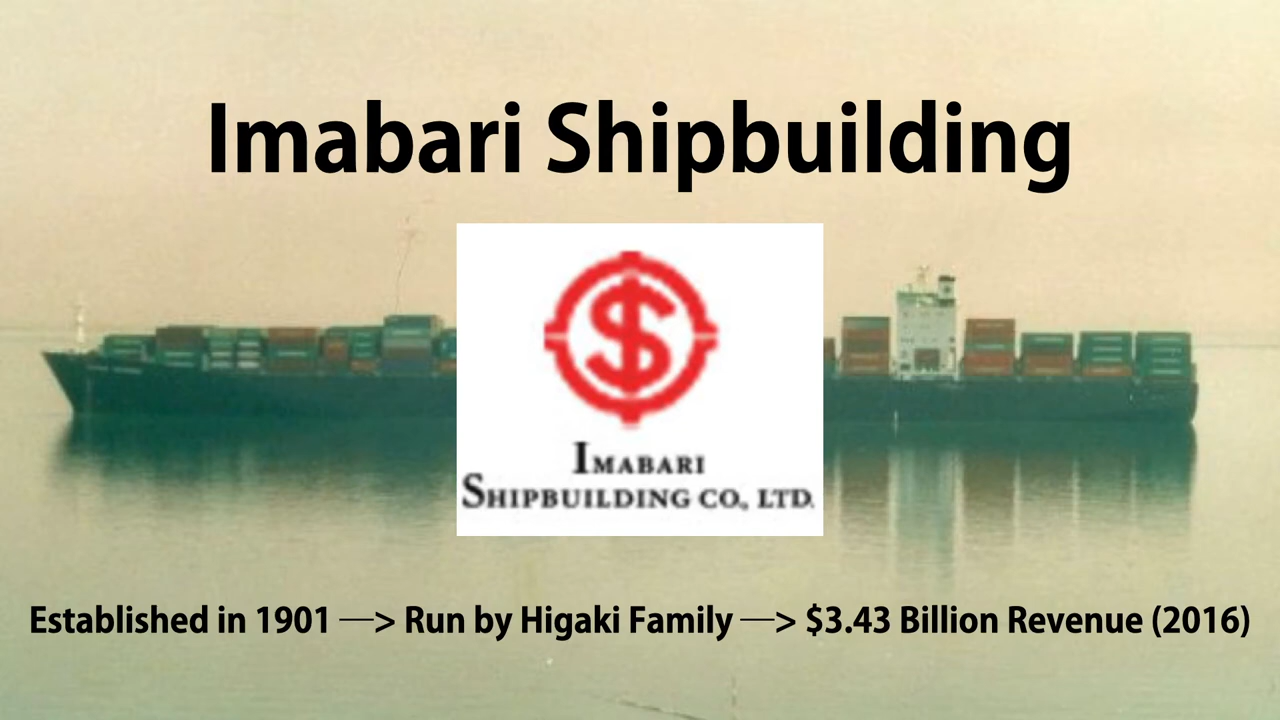 Imabari Shipbuilding
$
IMABARI
SHIPBUILDING CO., LTD.
Established in 1901 —> Run by Higaki Family —> $3.43 Billion Revenue (2016)